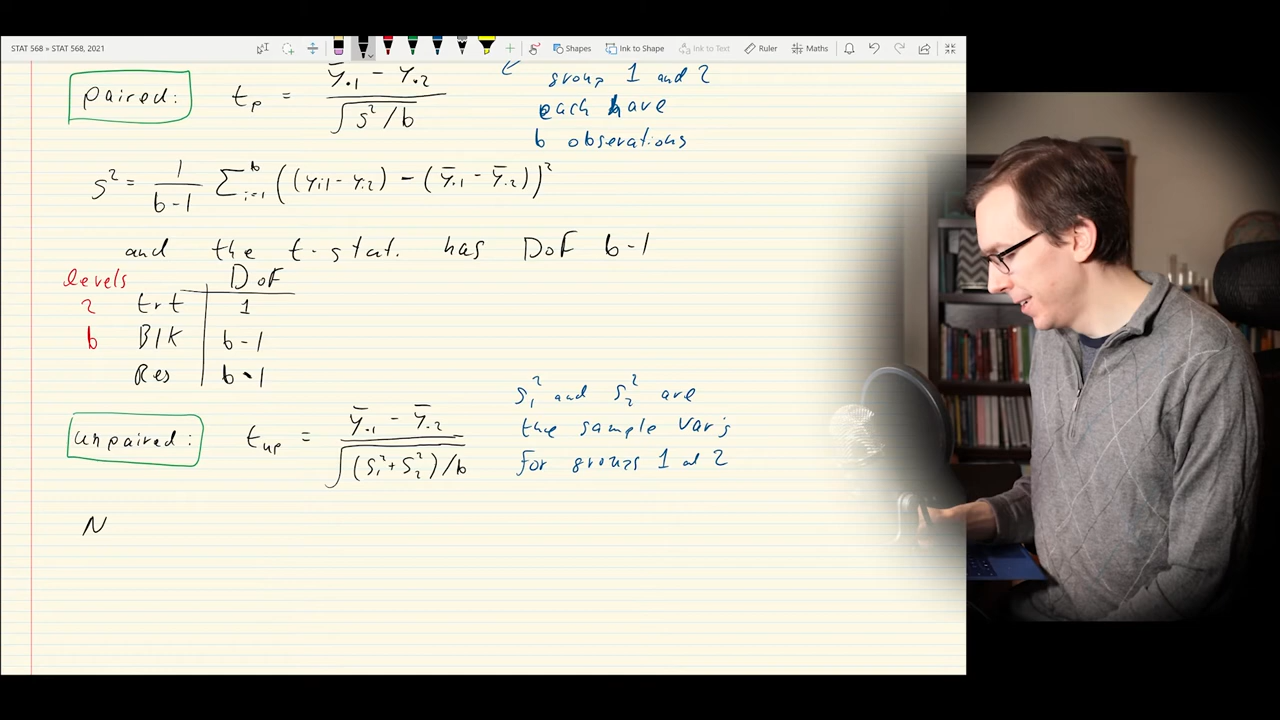 STAT 568 » STAT 568, 2021
Shapes Ink to Shape Ink to Text Ruler Maths
paired: t_p = (ȳ.1 - y.2) / √(s²/b)
group 1 and 2
each have
b observations
s² = 1/(b-1) Σ_{i=1}^{b} ((y_i1 - y_i2) - (ȳ.1 - ȳ.2))²
and the t-stat. has DoF b-1
levels DoF
2 trt 1
b Blk b-1
Res b-1
unpaired: t_up = (ȳ.1 - ȳ.2) / √((s₁² + s₂²)/b)
s₁² and s₂² are
the sample var's
for groups 1 and 2
N